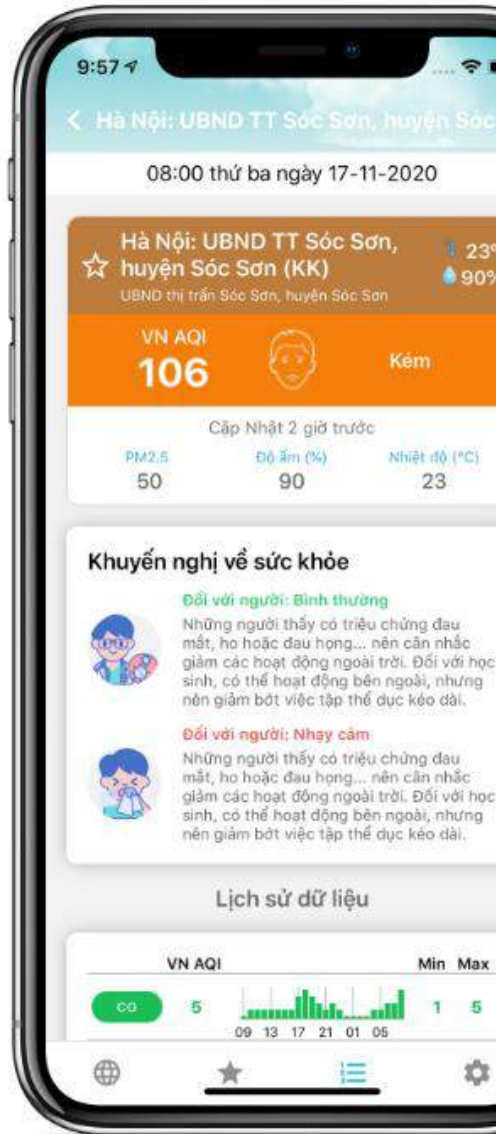 9:57
Hà Nội: UBND TT Sóc Sơn, huyện Sóc
08:00 thứ ba ngày 17-11-2020
Hà Nội: UBND TT Sóc Sơn,
huyện Sóc Sơn (KK)
23°
90%
UBND thị trấn Sóc Sơn, huyện Sóc Sơn
VN AQI
106
Kém
Cập Nhật 2 giờ trước
PM2.5 Độ ẩm (%) Nhiệt độ (°C)
50 90 23
Khuyến nghị về sức khỏe
Đối với người: Bình thường
Những người thấy có triệu chứng đau
mắt, ho hoặc đau họng... nên cân nhắc
giảm các hoạt động ngoài trời. Đối với học
sinh, có thể hoạt động bên ngoài, nhưng
nên giảm bớt việc tập thể dục kéo dài.
Đối với người: Nhạy cảm
Những người thấy có triệu chứng đau
mắt, ho hoặc đau họng... nên cân nhắc
giảm các hoạt động ngoài trời. Đối với học
sinh, có thể hoạt động bên ngoài, nhưng
nên giảm bớt việc tập thể dục kéo dài.
Lịch sử dữ liệu
VN AQI Min Max
CO 5 1 5
09 13 17 21 01 05